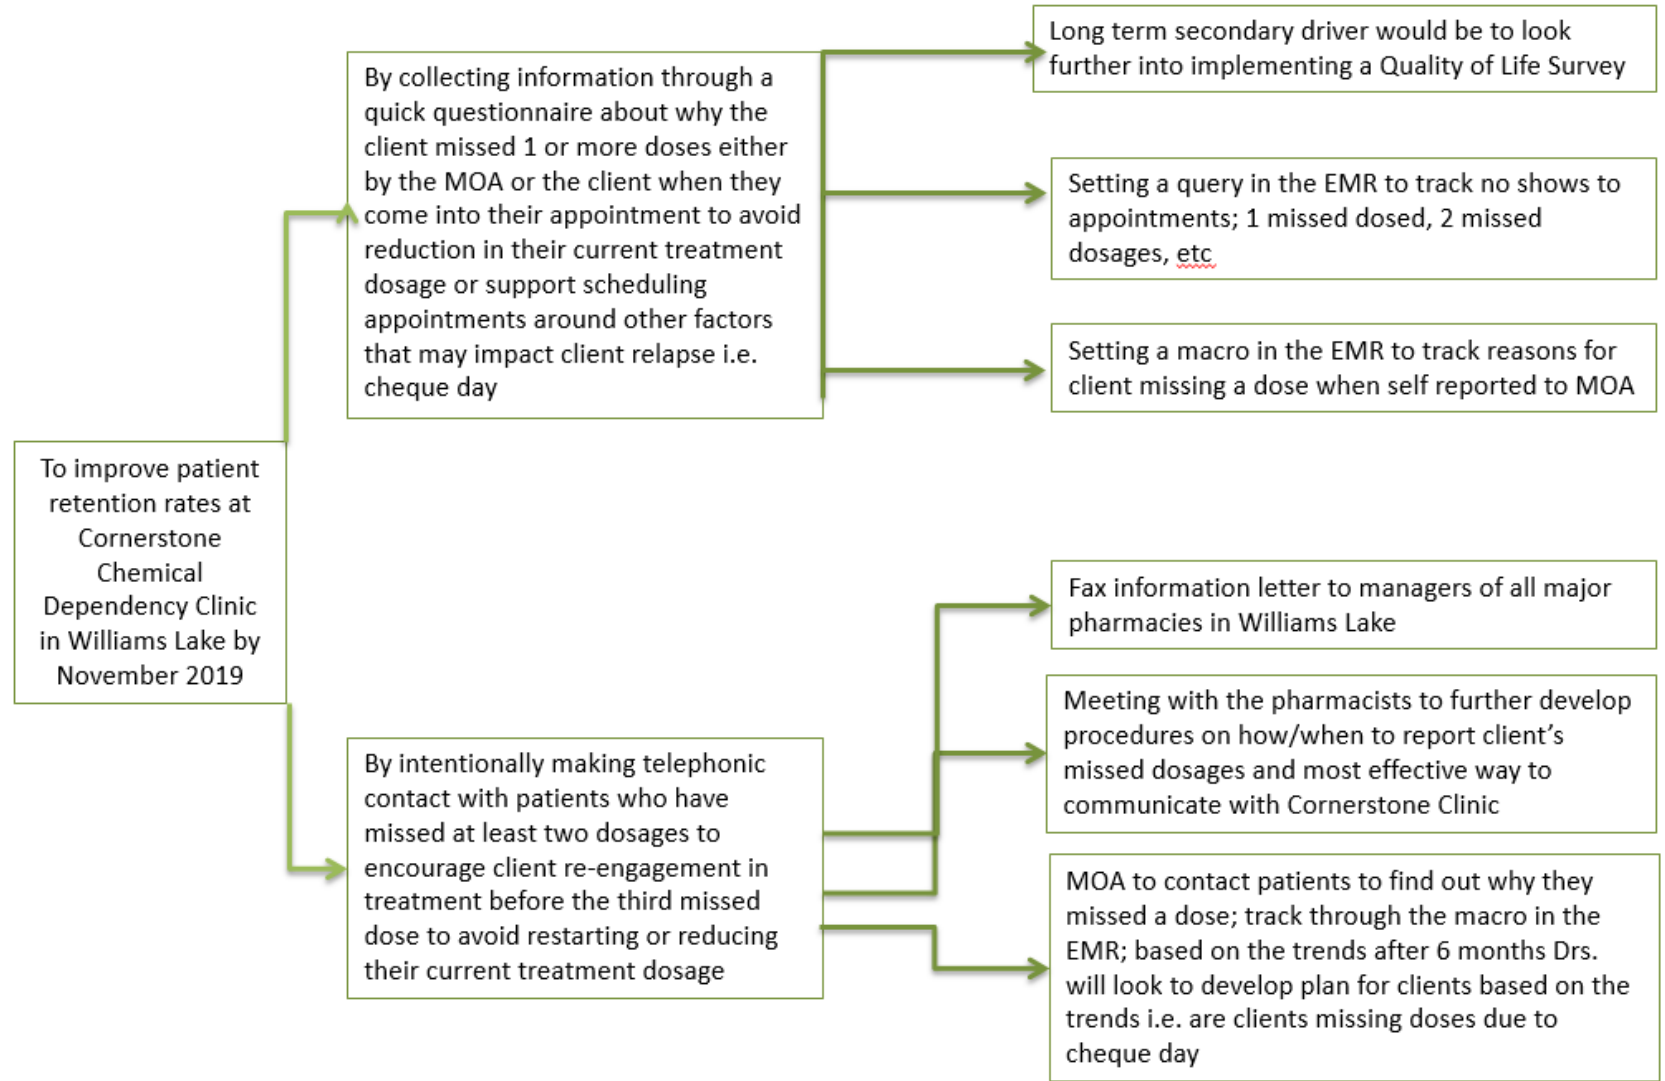 To improve patient
retention rates at
Cornerstone
Chemical
Dependency Clinic
in Williams Lake by
November 2019
By collecting information through a
quick questionnaire about why the
client missed 1 or more doses either
by the MOA or the client when they
come into their appointment to avoid
reduction in their current treatment
dosage or support scheduling
appointments around other factors
that may impact client relapse i.e.
cheque day
Long term secondary driver would be to look
further into implementing a Quality of Life Survey
Setting a query in the EMR to track no shows to
appointments; 1 missed dosed, 2 missed
dosages, etc
Setting a macro in the EMR to track reasons for
client missing a dose when self reported to MOA
By intentionally making telephonic
contact with patients who have
missed at least two dosages to
encourage client re-engagement in
treatment before the third missed
dose to avoid restarting or reducing
their current treatment dosage
Fax information letter to managers of all major
pharmacies in Williams Lake
Meeting with the pharmacists to further develop
procedures on how/when to report client’s
missed dosages and most effective way to
communicate with Cornerstone Clinic
MOA to contact patients to find out why they
missed a dose; track through the macro in the
EMR; based on the trends after 6 months Drs.
will look to develop plan for clients based on the
trends i.e. are clients missing doses due to
cheque day